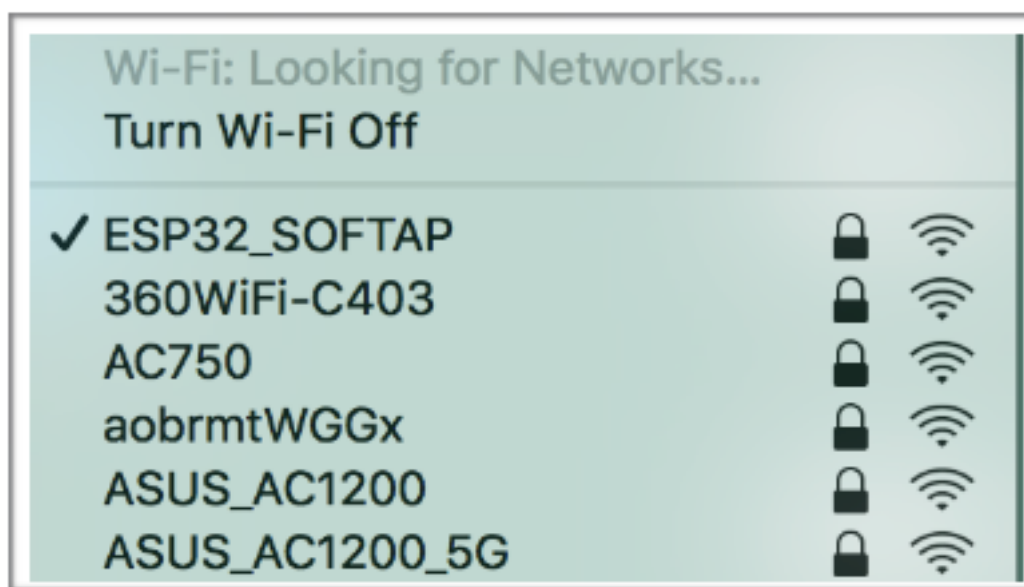 Wi-Fi: Looking for Networks...
Turn Wi-Fi Off
ESP32_SOFTAP
360WiFi-C403
AC750
aobrmtWGGx
ASUS_AC1200
ASUS_AC1200_5G